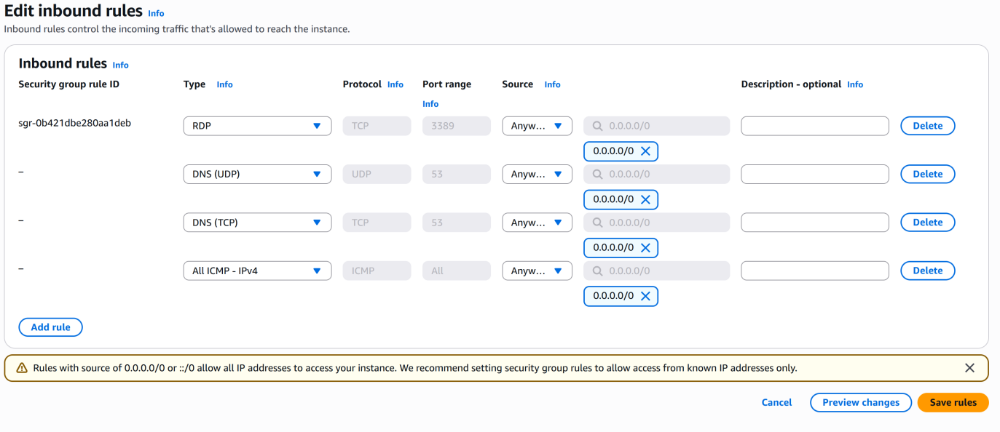 Edit inbound rules Info
Inbound rules control the incoming traffic that's allowed to reach the instance.
Inbound rules Info
Security group rule ID Type Info Protocol Info Port range Info Source Info Description - optional Info
sgr-0b421dbe280aa1deb RDP TCP 3389 Anyw... 0.0.0.0/0 Delete
0.0.0.0/0
– DNS (UDP) UDP 53 Anyw... 0.0.0.0/0 Delete
0.0.0.0/0
– DNS (TCP) TCP 53 Anyw... 0.0.0.0/0 Delete
0.0.0.0/0
– All ICMP - IPv4 ICMP All Anyw... 0.0.0.0/0 Delete
0.0.0.0/0
Add rule
Rules with source of 0.0.0.0/0 or ::/0 allow all IP addresses to access your instance. We recommend setting security group rules to allow access from known IP addresses only.
Cancel Preview changes Save rules